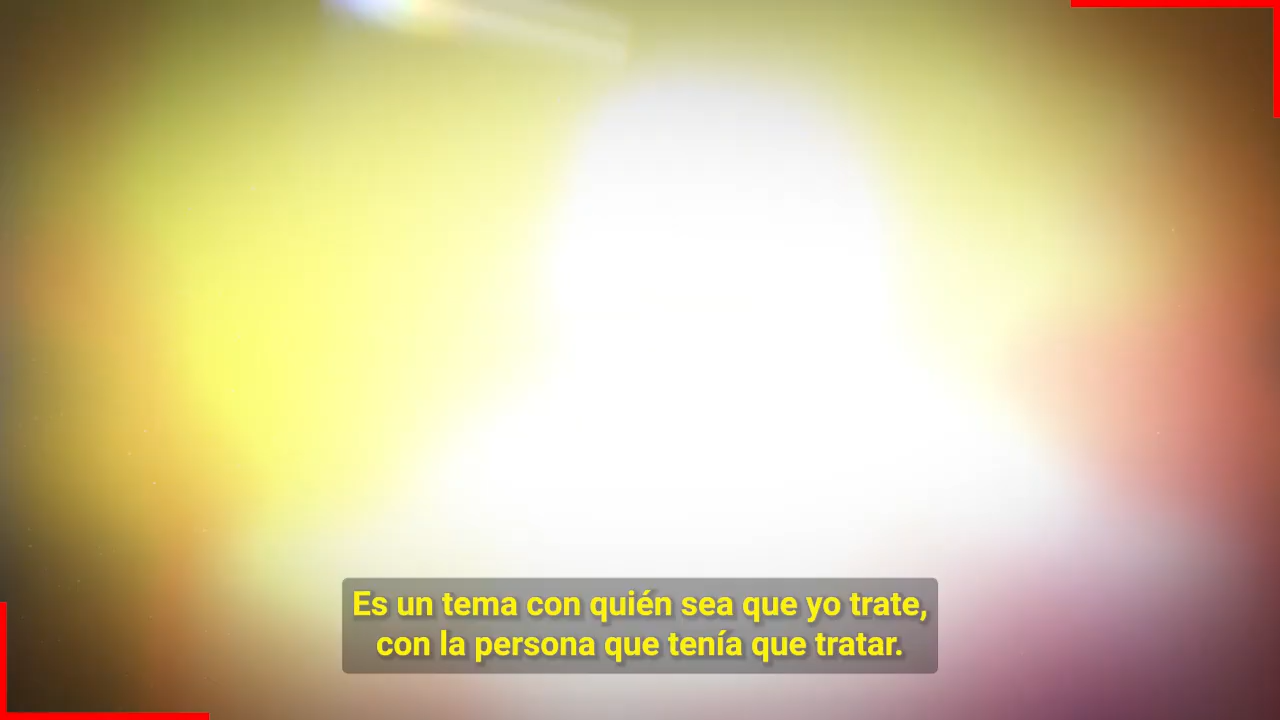 Es un tema con quién sea que yo trate,
con la persona que tenía que tratar.